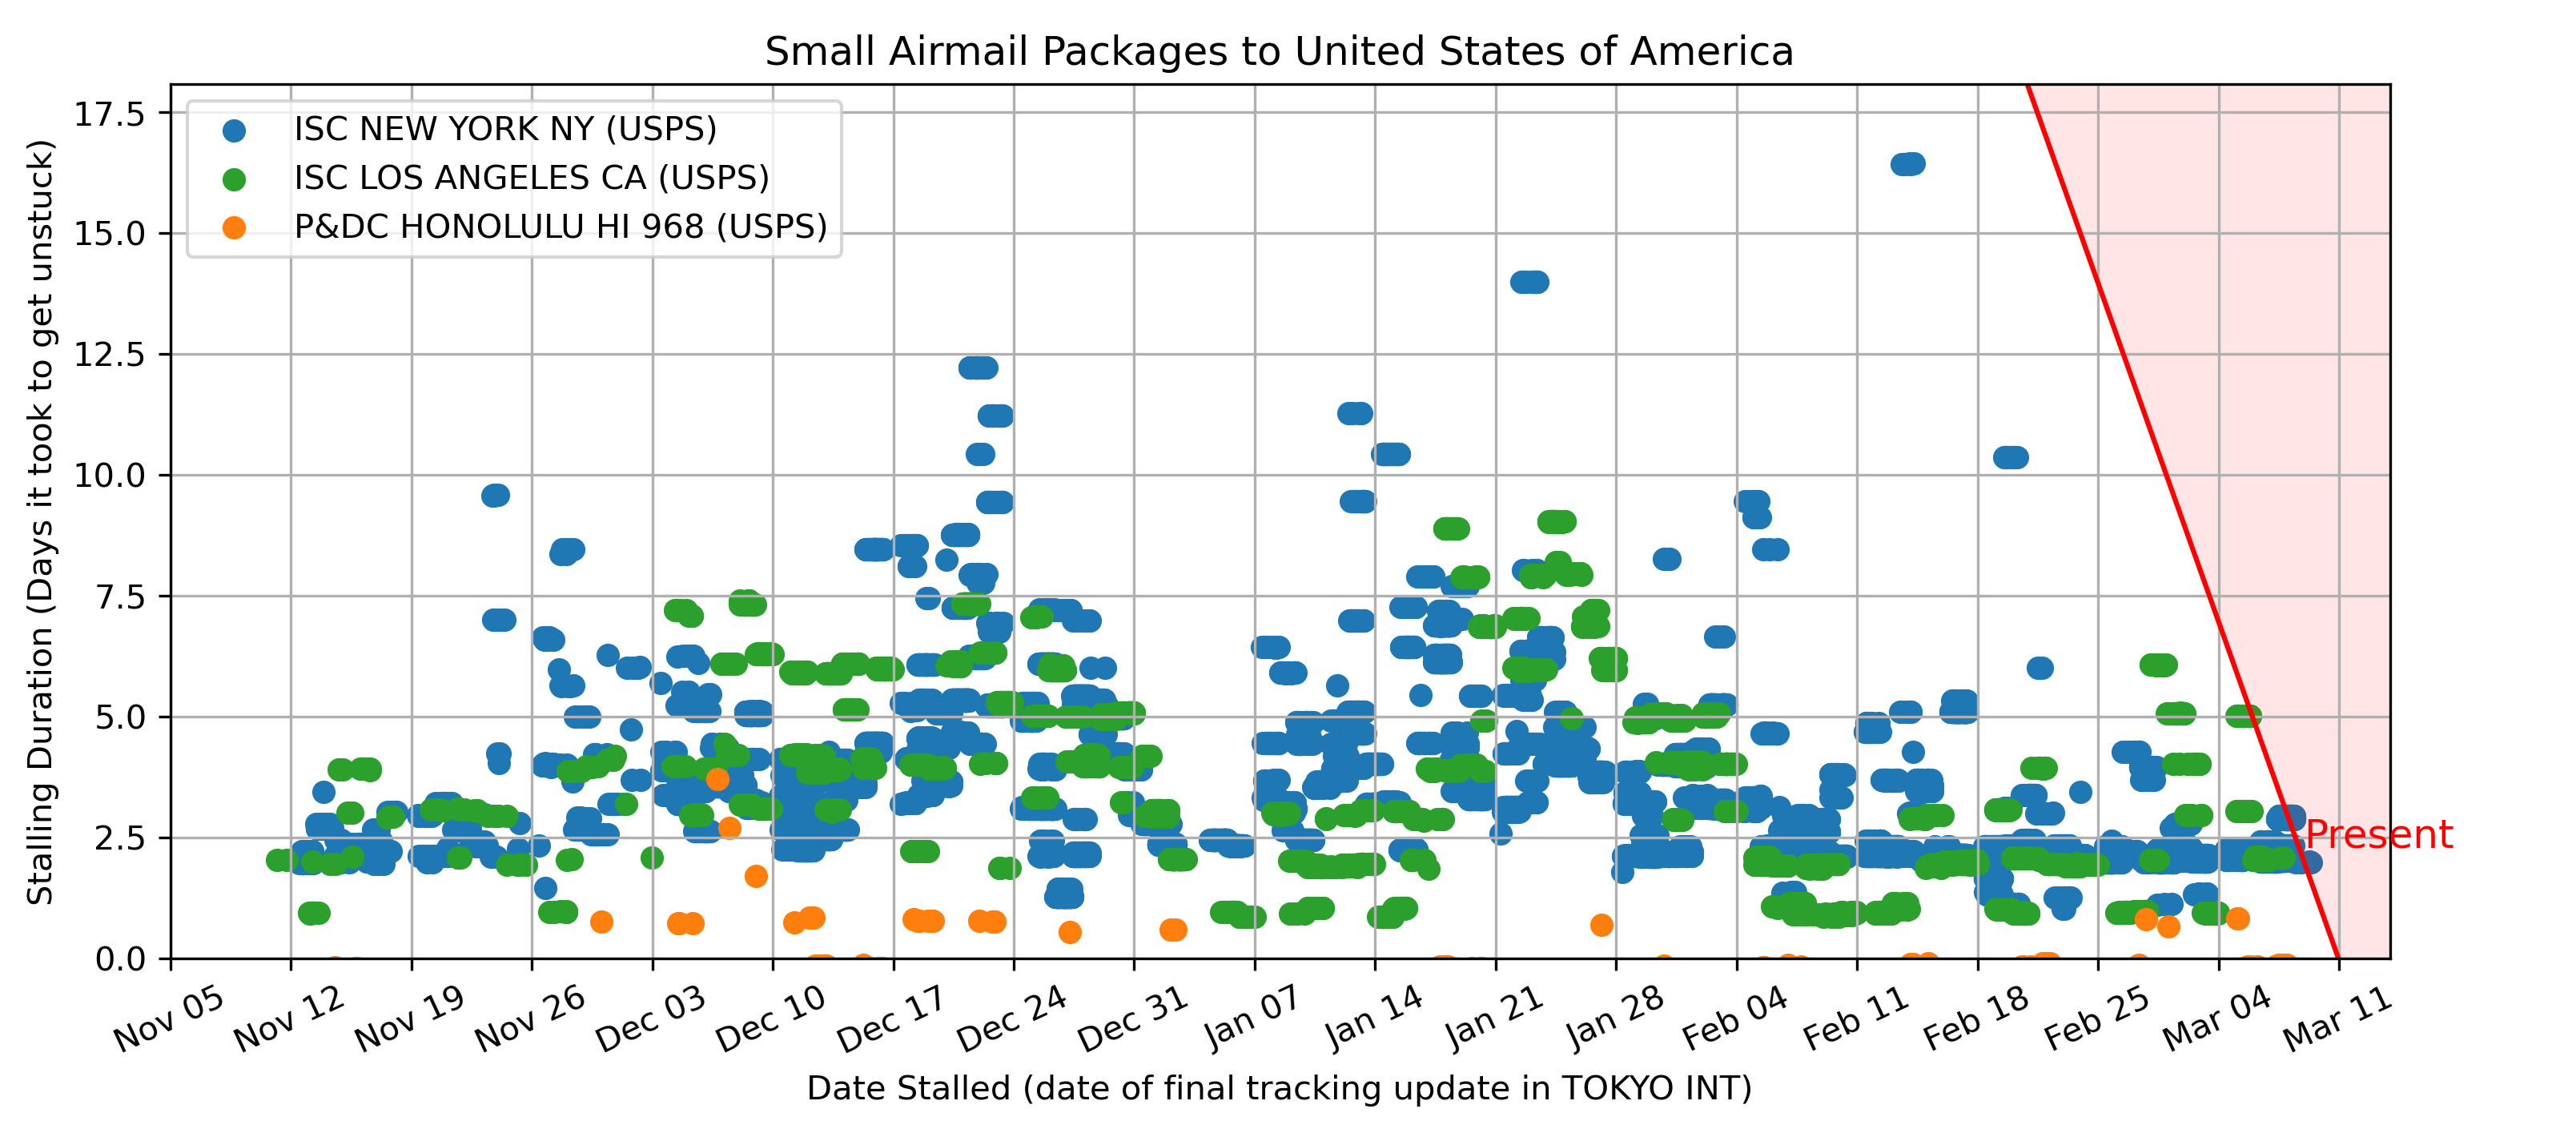 Small Airmail Packages to United States of America
ISC NEW YORK NY (USPS)
ISC LOS ANGELES CA (USPS)
P&DC HONOLULU HI 968 (USPS)
Stalling Duration (Days it took to get unstuck)
17.5
15.0
12.5
10.0
7.5
5.0
2.5
0.0
Present
Nov 05
Nov 12
Nov 19
Nov 26
Dec 03
Dec 10
Dec 17
Dec 24
Dec 31
Jan 07
Jan 14
Jan 21
Jan 28
Feb 04
Feb 11
Feb 18
Feb 25
Mar 04
Mar 11
Date Stalled (date of final tracking update in TOKYO INT)